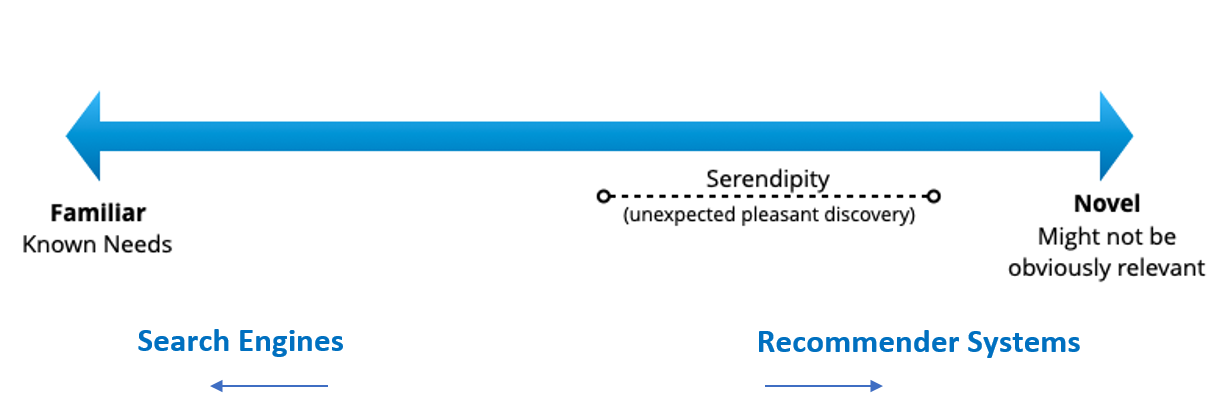 Serendipity
(unexpected pleasant discovery)
Familiar
Known Needs
Novel
Might not be
obviously relevant
Search Engines
Recommender Systems